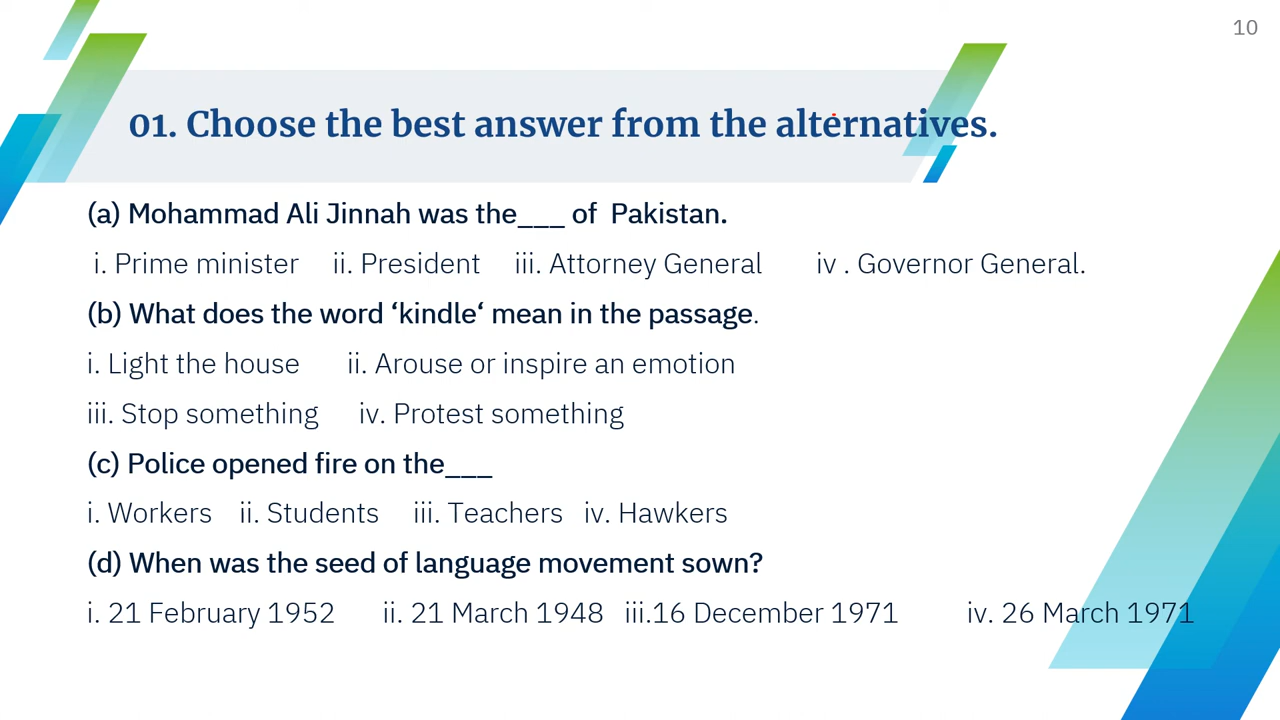 10
01. Choose the best answer from the alternatives.
(a) Mohammad Ali Jinnah was the___ of  Pakistan.
i. Prime minister    ii. President    iii. Attorney General    iv . Governor General.
(b) What does the word ‘kindle‘ mean in the passage.
i. Light the house    ii. Arouse or inspire an emotion
iii. Stop something    iv. Protest something
(c) Police opened fire on the___
i. Workers    ii. Students    iii. Teachers    iv. Hawkers
(d) When was the seed of language movement sown?
i. 21 February 1952    ii. 21 March 1948    iii.16 December 1971    iv. 26 March 1971